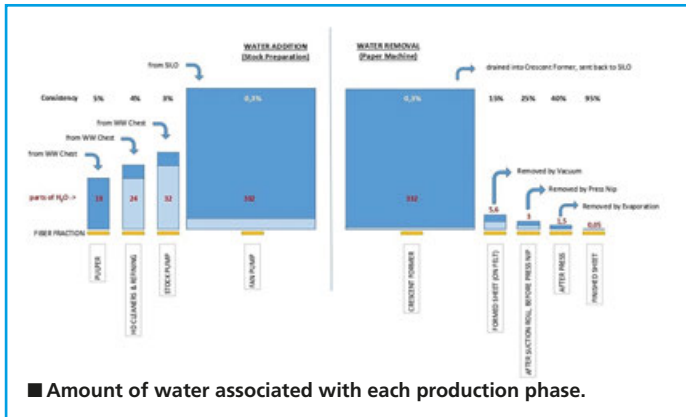 WATER ADDITION
(Stock Preparation)
WATER REMOVAL
(Paper Machine)
from SILO
drained into Crescent Former, sent back to SILO
Consistency 5% 4% 3% 0,3% 0,3% 15% 25% 40% 95%
from WW Chest
from WW Chest
from WW Chest
Removed by Vacuum
Removed by Press Nip
Removed by Evaporation
parts of H₂O-> 19 24 32 332 332 5,6 3 1,5 0,05
FIBER FRACTION
PULPER
HD CLEANERS & REFINING
STOCK PUMP
FAN PUMP
CRESCENT FORMER
FORMED SHEET (ON FELT)
AFTER SUCTION ROLL, BEFORE PRESS NIP
AFTER PRESS
FINISHED SHEET
■ Amount of water associated with each production phase.